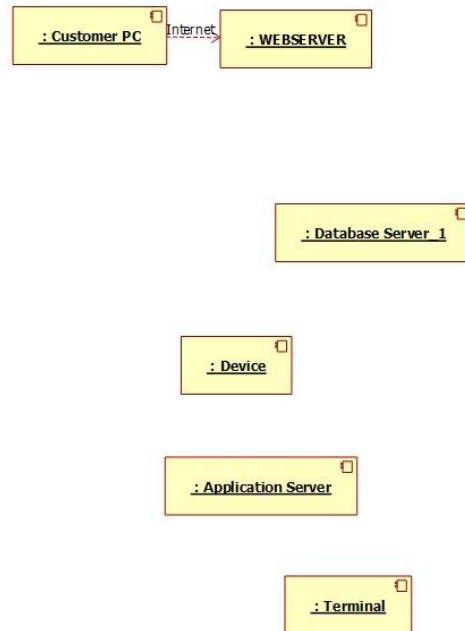 : Customer PC
Internet
: WEBSERVER
: Database Server_1
: Device
: Application Server
: Terminal